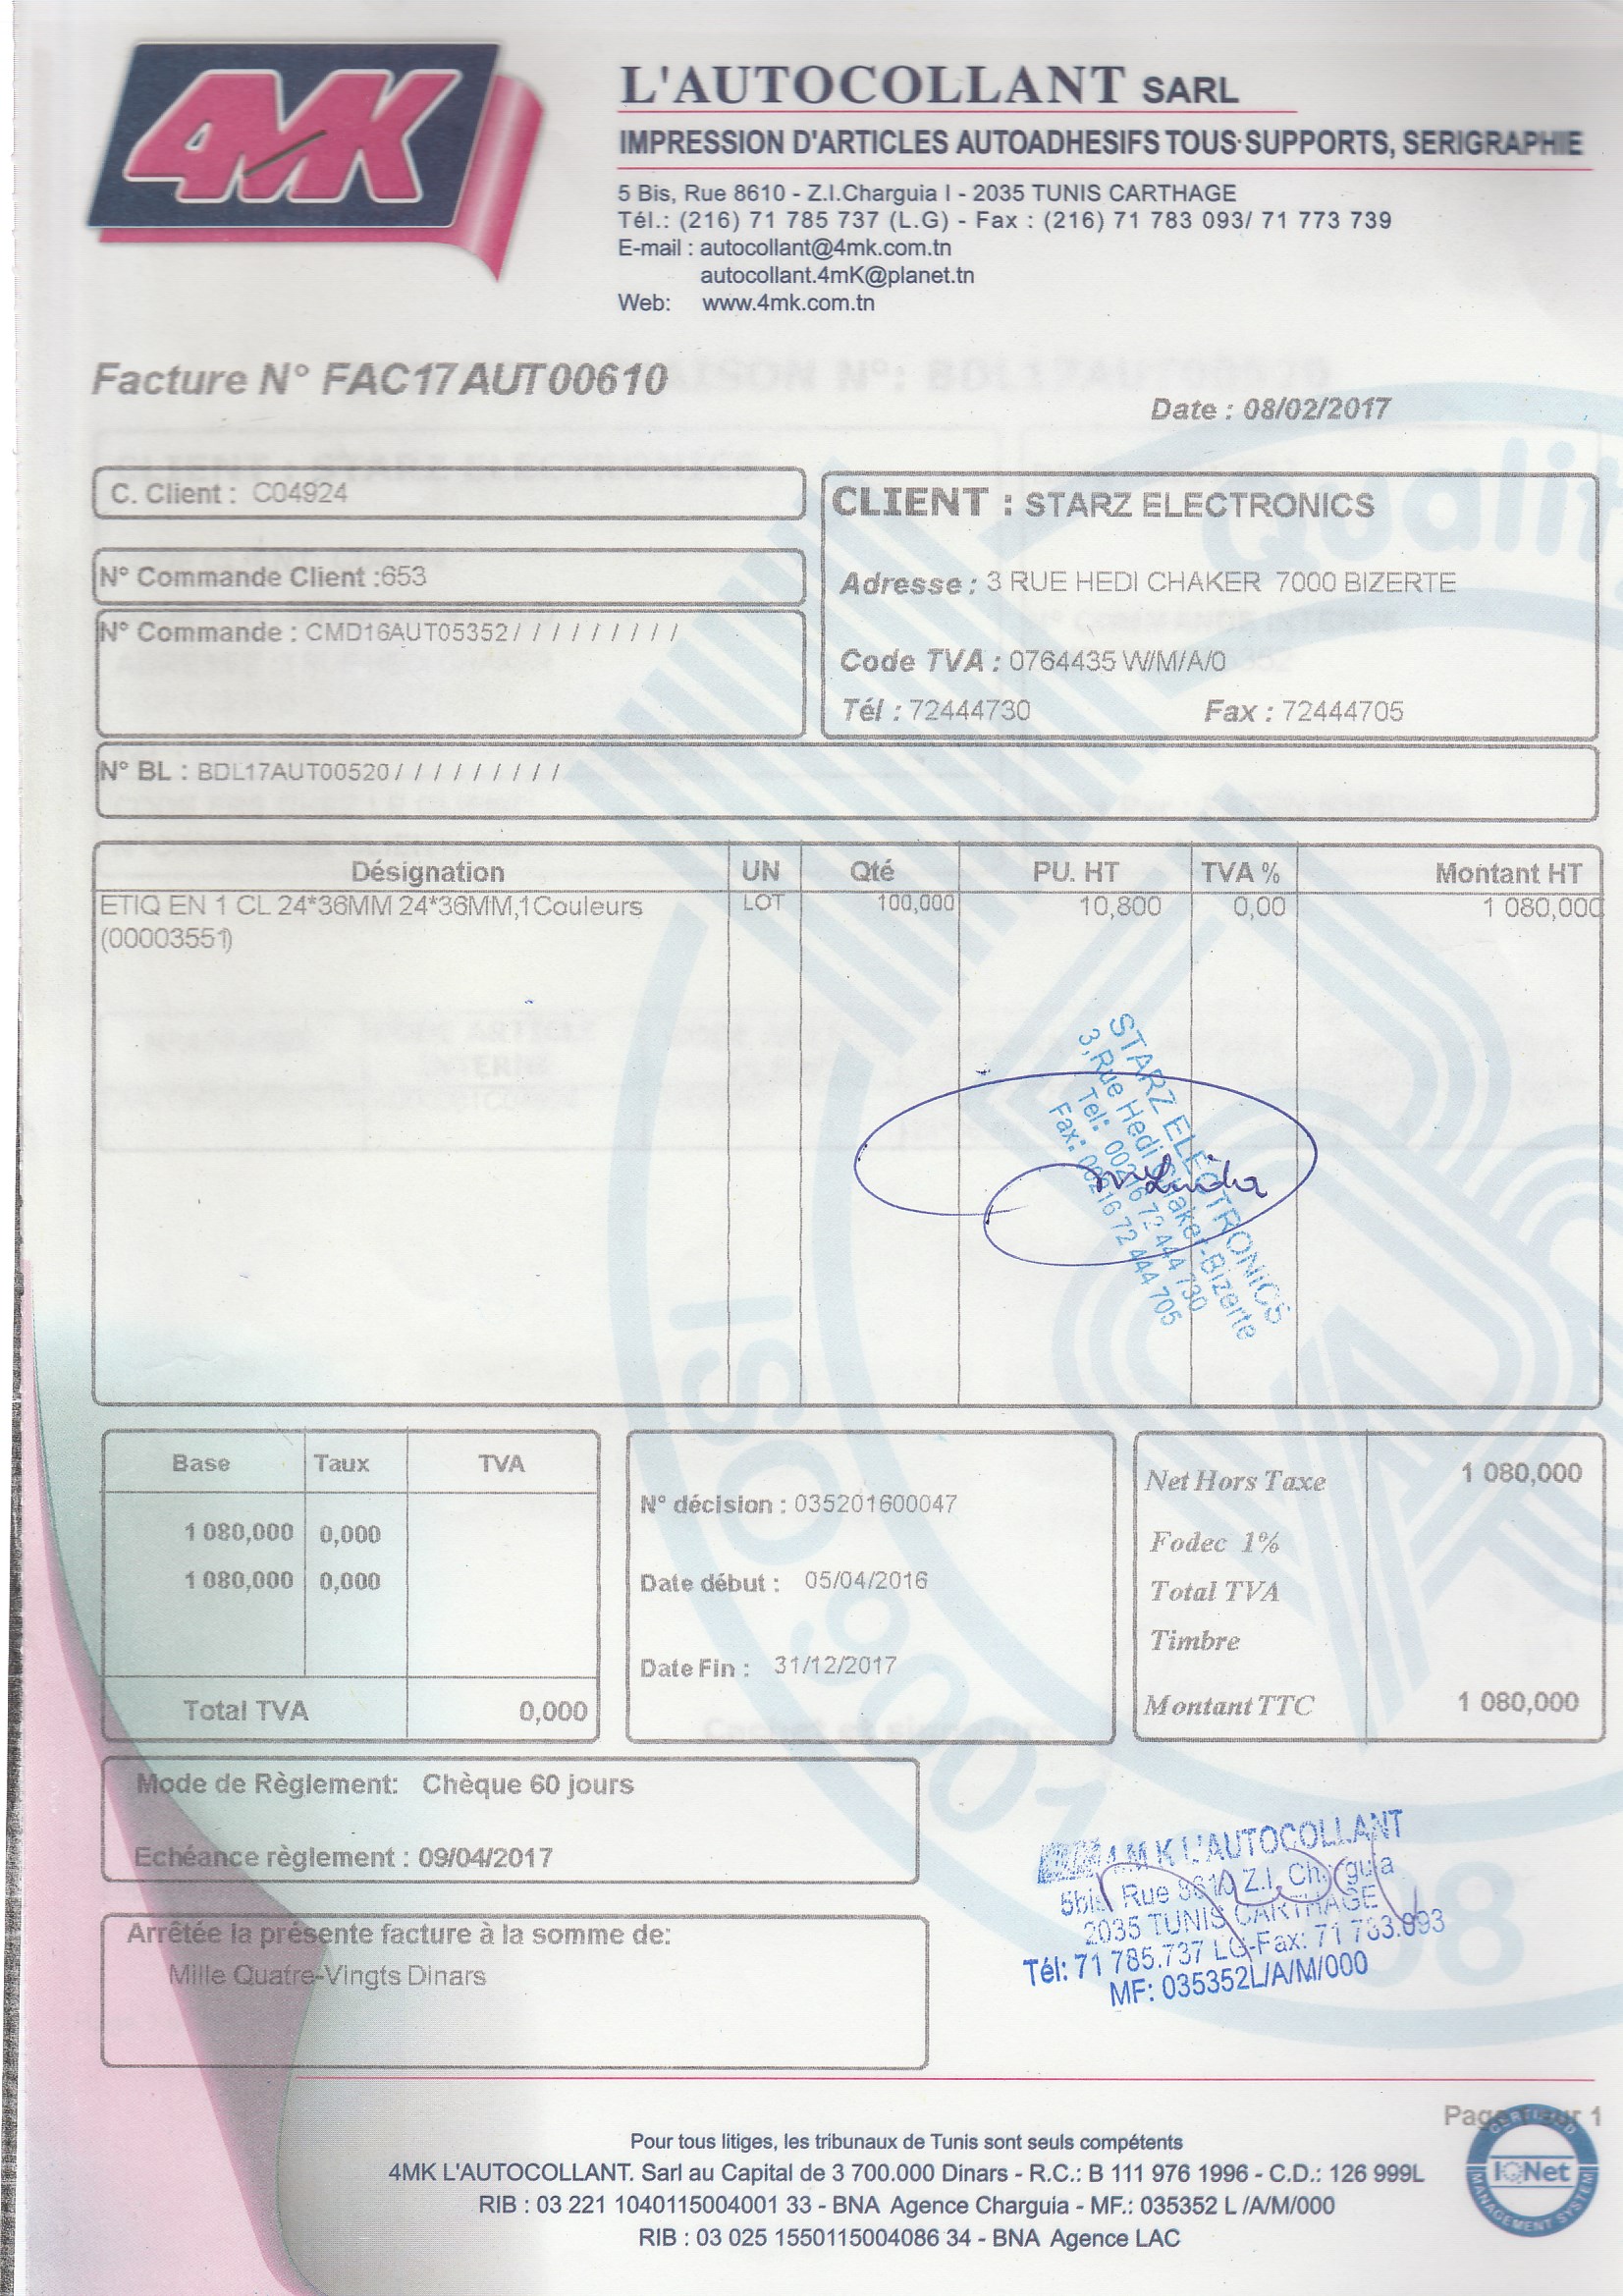 4MK
L'AUTOCOLLANT SARL
IMPRESSION D'ARTICLES AUTOADHESIFS TOUS SUPPORTS, SERIGRAPHIE
5 Bis, Rue 8610 - Z.I.Charguia I - 2035 TUNIS CARTHAGE
Tél.: (216) 71 785 737 (L.G) - Fax : (216) 71 783 093/ 71 773 739
E-mail : autocollant@4mk.com.tn
autocollant.4mK@planet.tn
Web: www.4mk.com.tn
Facture N° FAC17AUT00610
Date : 08/02/2017
C. Client : C04924
N° Commande Client :653
N° Commande : CMD16AUT05352/ / / / / / / / /
CLIENT : STARZ ELECTRONICS
Adresse : 3 RUE HEDI CHAKER 7000 BIZERTE
Code TVA : 0764435 W/M/A/0
Tél : 72444730 Fax : 72444705
N° BL : BDL17AUT00520/ / / / / / / / /
Désignation UN Qté PU. HT TVA % Montant HT
ETIQ EN 1 CL 24*36MM 24*36MM,1Couleurs LOT 100,000 10,800 0,00 1 080,000
(00003551)
STARZ ELECTRONICS
3,Rue Hedi Chaker-Bizerte
Tel: 00216 72 444 730
Fax: 00216 72 444 705
Base Taux TVA
1 080,000 0,000
1 080,000 0,000
Total TVA 0,000
N° décision : 035201600047
Date début : 05/04/2016
Date Fin : 31/12/2017
Net Hors Taxe 1 080,000
Fodec 1%
Total TVA
Timbre
Montant TTC 1 080,000
Mode de Règlement: Chèque 60 jours
Echéance règlement : 09/04/2017
Arrêtée la présente facture à la somme de:
Mille Quatre-Vingts Dinars
4MK L'AUTOCOLLANT
5bis Rue 8610 Z.I. Charguia
2035 TUNIS CARTHAGE
Tél: 71 785.737 LG-Fax: 71 783.093
MF: 035352L/A/M/000
Page 1 sur 1
Pour tous litiges, les tribunaux de Tunis sont seuls compétents
4MK L'AUTOCOLLANT. Sarl au Capital de 3 700.000 Dinars - R.C.: B 111 976 1996 - C.D.: 126 999L
RIB : 03 221 1040115004001 33 - BNA Agence Charguia - MF.: 035352 L /A/M/000
RIB : 03 025 1550115004086 34 - BNA Agence LAC
CERTIFIED
IQNet
MANAGEMENT SYSTEM